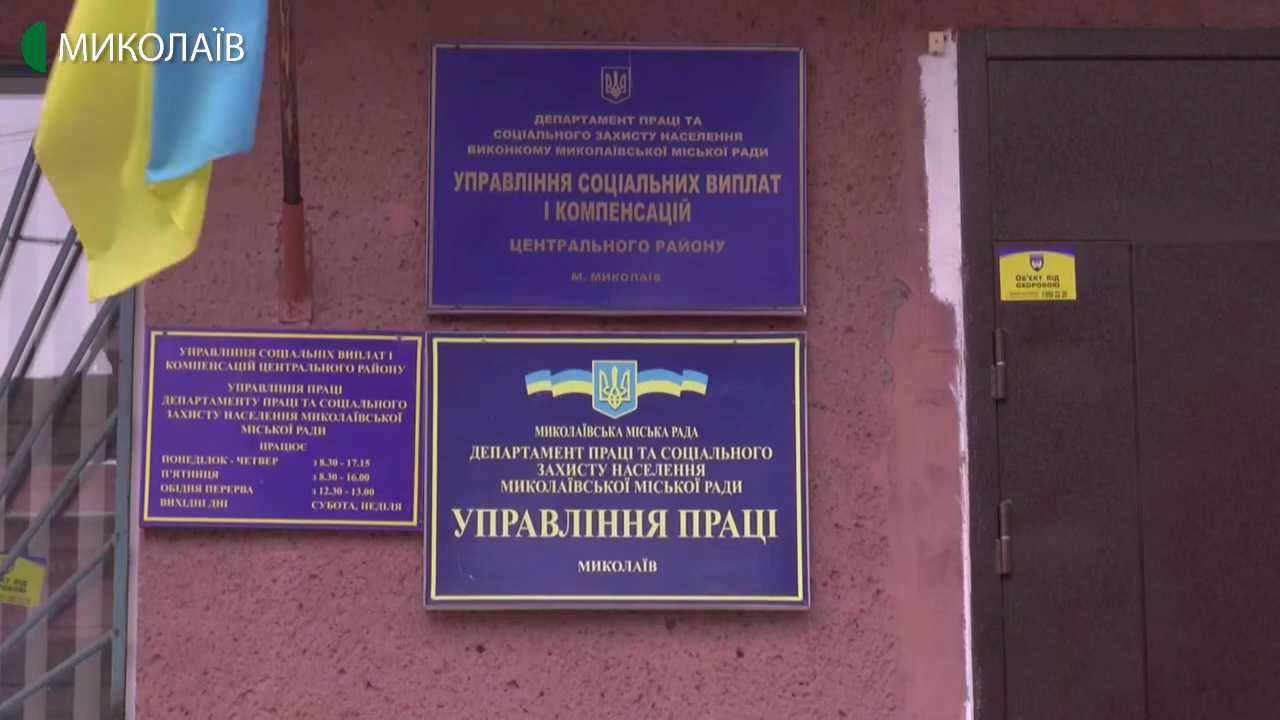 МИКОЛАЇВ
ДЕПАРТАМЕНТ ПРАЦІ ТА
СОЦІАЛЬНОГО ЗАХИСТУ НАСЕЛЕННЯ
ВИКОНКОМУ МИКОЛАЇВСЬКОЇ МІСЬКОЇ РАДИ
УПРАВЛІННЯ СОЦІАЛЬНИХ ВИПЛАТ
І КОМПЕНСАЦІЙ
ЦЕНТРАЛЬНОГО РАЙОНУ
М. МИКОЛАЇВ
ОБ'ЄКТ ПІД
ОХОРОНОЮ
УПРАВЛІННЯ СОЦІАЛЬНІХ ВИПЛАТ І
КОМПЕНСАЦІЙ ЦЕНТРАЛЬНОГО РАЙОНУ
УПРАВЛІННЯ ПРАЦІ
ДЕПАРТАМЕНТУ ПРАЦІ ТА СОЦІАЛЬНОГО
ЗАХИСТУ НАСЕЛЕННЯ МИКОЛАЇВСЬКОЇ
МІСЬКОЇ РАДИ
ПРАЦЮЄ
ПОНЕДІЛОК - ЧЕТВЕР з 8.30 - 17.15
П'ЯТНИЦЯ з 8.30 - 16.00
ОБІДНЯ ПЕРЕРВА з 12.30 - 13.00
ВИХІДНІ ДНІ СУБОТА, НЕДІЛЯ
МИКОЛАЇВСЬКА МІСЬКА РАДА
ДЕПАРТАМЕНТ ПРАЦІ ТА СОЦІАЛЬНОГО
ЗАХИСТУ НАСЕЛЕННЯ
МИКОЛАЇВСЬКОЇ МІСЬКОЇ РАДИ
УПРАВЛІННЯ ПРАЦІ
МИКОЛАЇВ